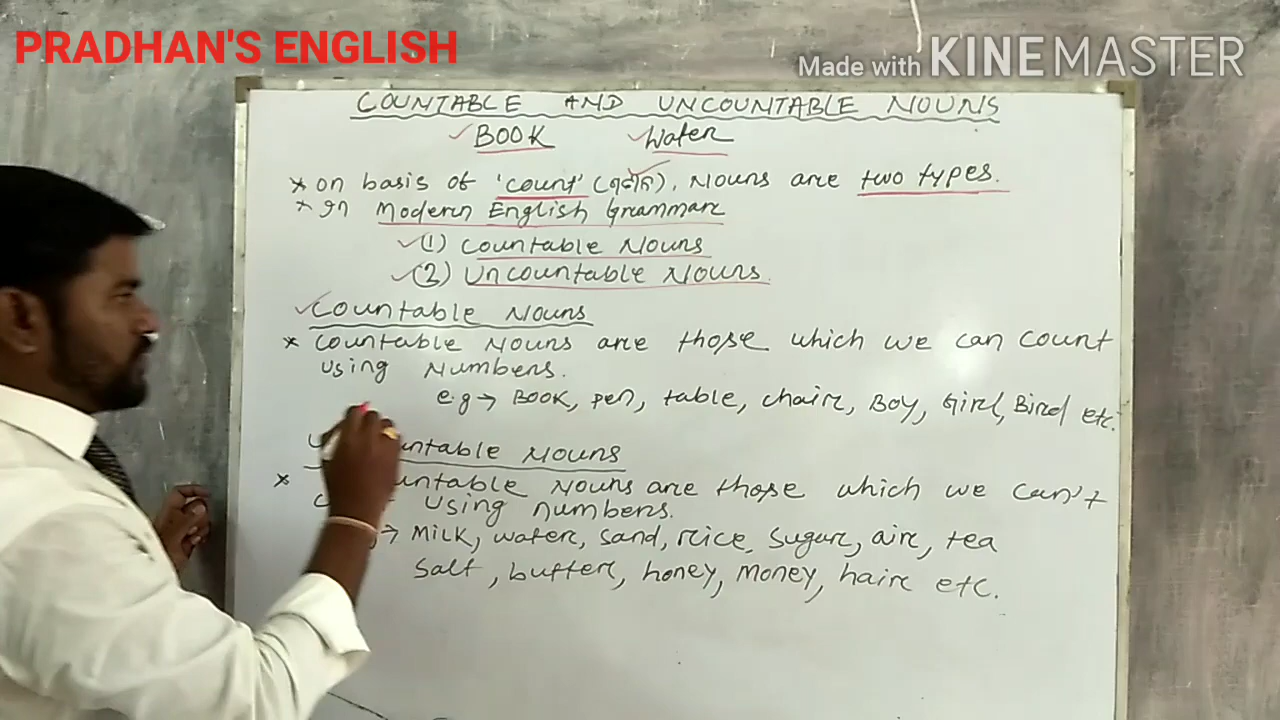 PRADHAN'S ENGLISH
Made with KINEMASTER
COUNTABLE AND UNCOUNTABLE NOUNS
BOOK Water
* On basis of 'count' ( ), Nouns are two types.
* In Modern English Grammar
(1) Countable Nouns
(2) Uncountable Nouns.
Countable Nouns
* Countable Nouns are those which we can count
using Numbers.
e.g → BOOK, pen, table, chair, Boy, Girl, Bird etc.
ntable Nouns
* ntable Nouns are those which we can't
using numbers.
→ Milk, water, sand, rice, sugar, air, tea
salt, butter, honey, money, hair etc.